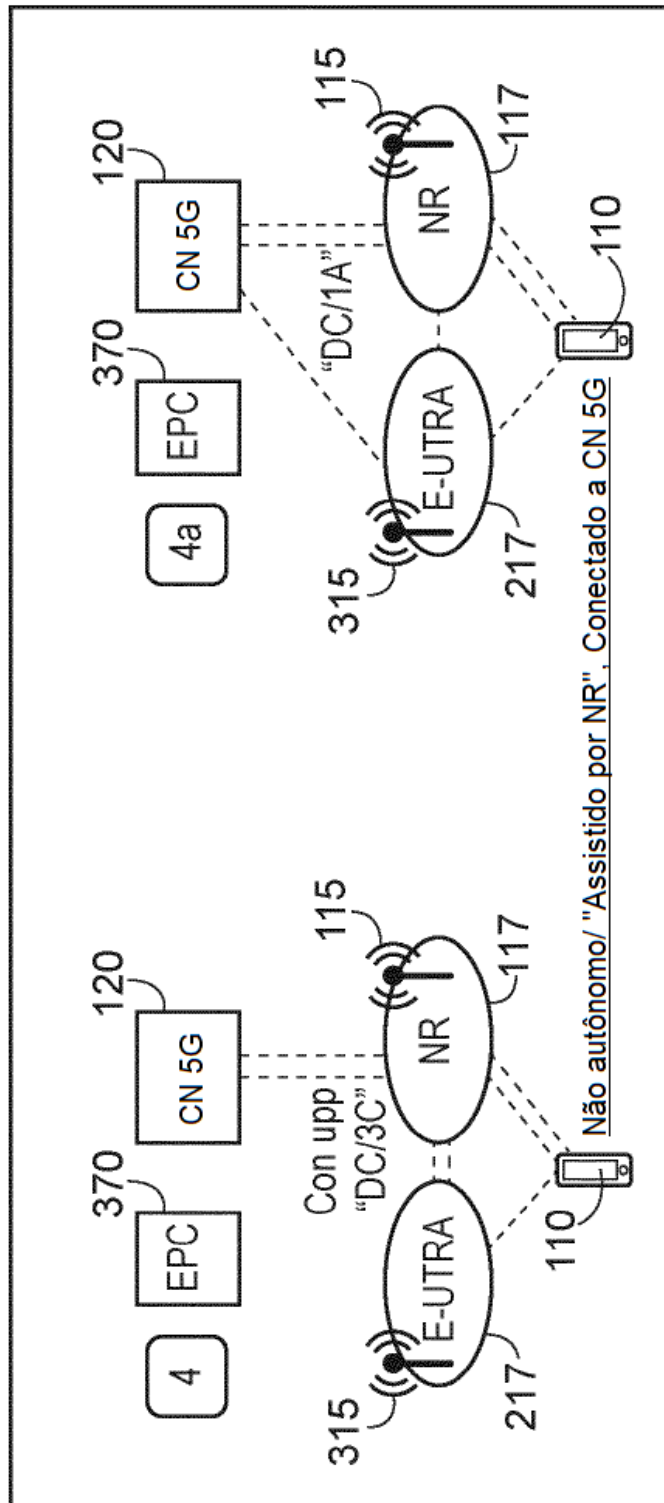 4
370
EPC
120
CN 5G
Con upp
“DC/3C”
315
E-UTRA
217
115
NR
117
110
4a
370
EPC
120
CN 5G
“DC/1A”
315
E-UTRA
217
115
NR
117
110
Não autônomo/ "Assistido por NR", Conectado a CN 5G